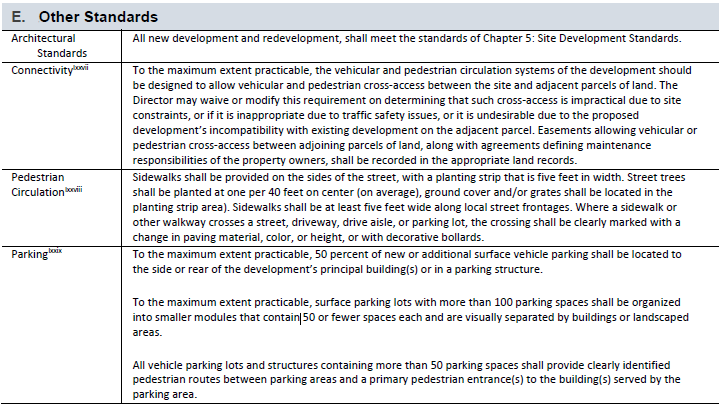 E. Other Standards
Architectural Standards
All new development and redevelopment, shall meet the standards of Chapter 5: Site Development Standards.
Connectivity lxxvii
To the maximum extent practicable, the vehicular and pedestrian circulation systems of the development should
be designed to allow vehicular and pedestrian cross-access between the site and adjacent parcels of land. The
Director may waive or modify this requirement on determining that such cross-access is impractical due to site
constraints, or if it is inappropriate due to traffic safety issues, or it is undesirable due to the proposed
development's incompatibility with existing development on the adjacent parcel. Easements allowing vehicular or
pedestrian cross-access between adjoining parcels of land, along with agreements defining maintenance
responsibilities of the property owners, shall be recorded in the appropriate land records.
Pedestrian
Circulation lxxviii
Sidewalks shall be provided on the sides of the street, with a planting strip that is five feet in width. Street trees
shall be planted at one per 40 feet on center (on average), ground cover and/or grates shall be located in the
planting strip area). Sidewalks shall be at least five feet wide along local street frontages. Where a sidewalk or
other walkway crosses a street, driveway, drive aisle, or parking lot, the crossing shall be clearly marked with a
change in paving material, color, or height, or with decorative bollards.
Parking lxxix
To the maximum extent practicable, 50 percent of new or additional surface vehicle parking shall be located to
the side or rear of the development's principal building(s) or in a parking structure.
To the maximum extent practicable, surface parking lots with more than 100 parking spaces shall be organized
into smaller modules that contain 50 or fewer spaces each and are visually separated by buildings or landscaped
areas.
All vehicle parking lots and structures containing more than 50 parking spaces shall provide clearly identified
pedestrian routes between parking areas and a primary pedestrian entrance(s) to the building(s) served by the
parking area.